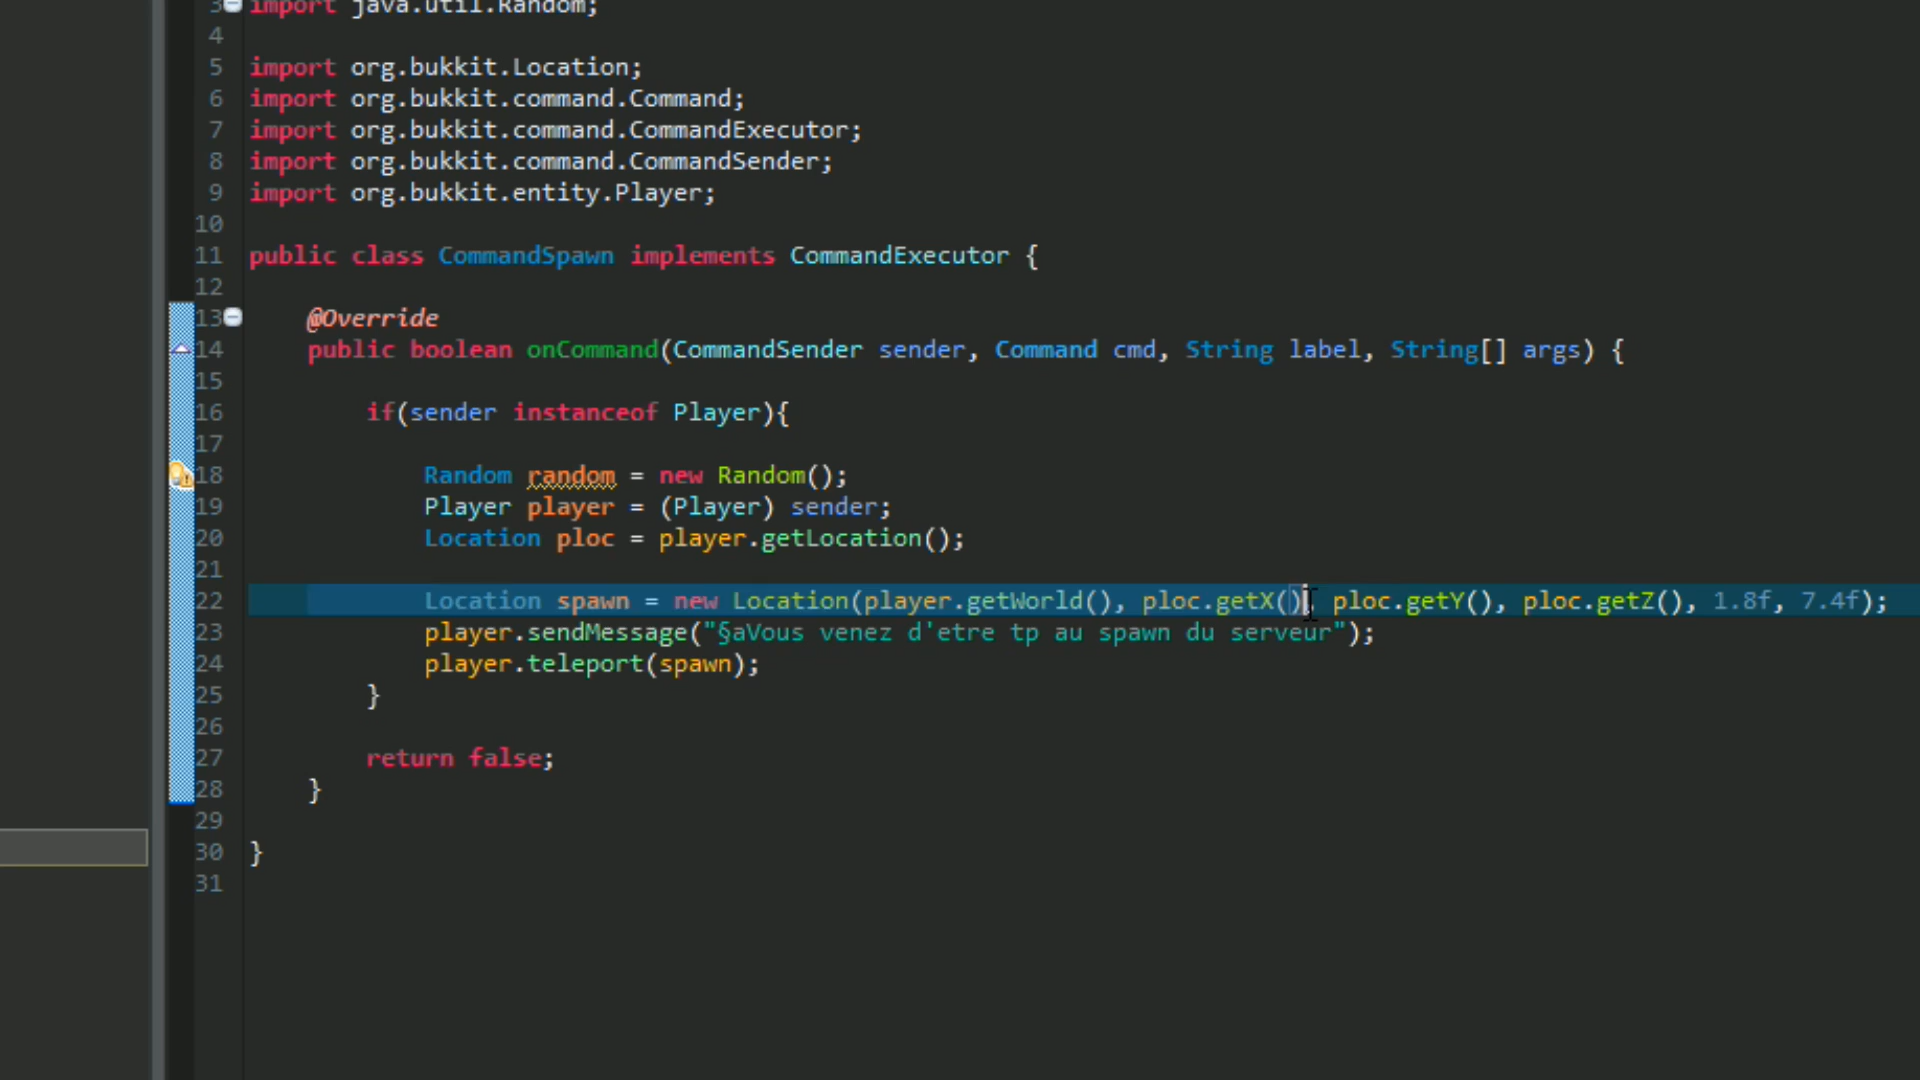 3 import java.util.Random;
4
5 import org.bukkit.Location;
6 import org.bukkit.command.Command;
7 import org.bukkit.command.CommandExecutor;
8 import org.bukkit.command.CommandSender;
9 import org.bukkit.entity.Player;
10
11 public class CommandSpawn implements CommandExecutor {
12
13 @Override
14 public boolean onCommand(CommandSender sender, Command cmd, String label, String[] args) {
15
16 if(sender instanceof Player){
17
18 Random random = new Random();
19 Player player = (Player) sender;
20 Location ploc = player.getLocation();
21
22 Location spawn = new Location(player.getWorld(), ploc.getX(), ploc.getY(), ploc.getZ(), 1.8f, 7.4f);
23 player.sendMessage("§aVous venez d'etre tp au spawn du serveur");
24 player.teleport(spawn);
25 }
26
27 return false;
28 }
29
30 }
31